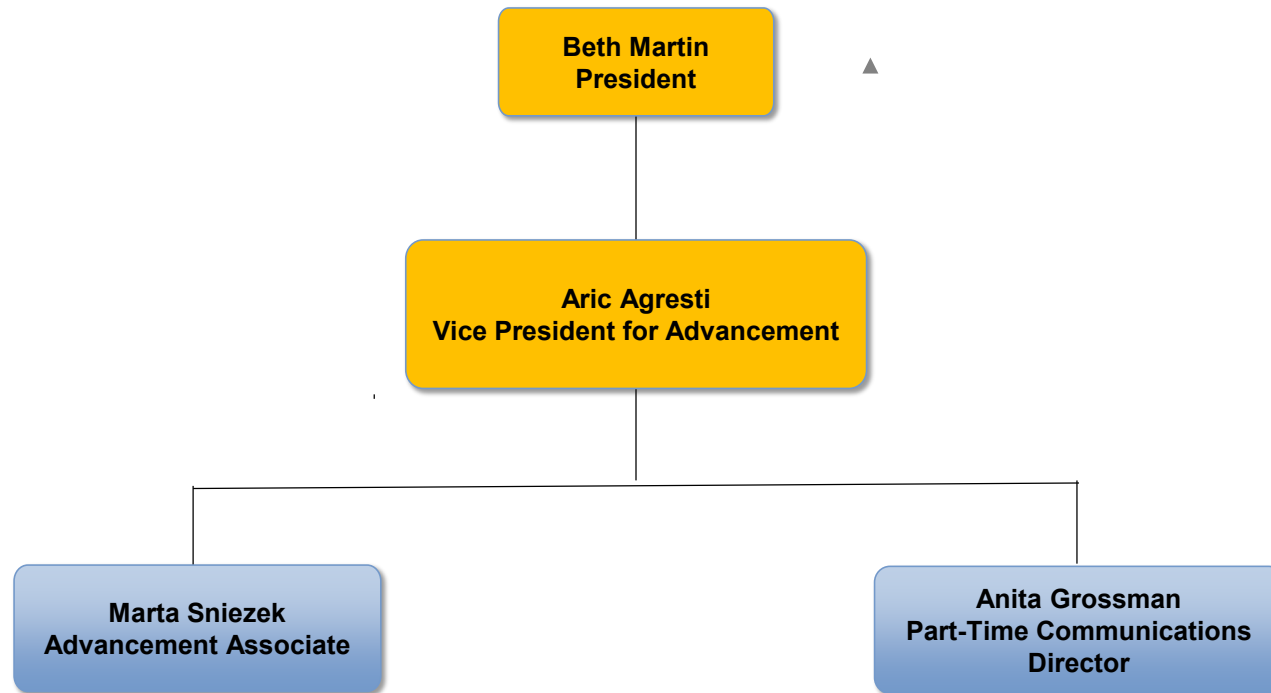 Beth Martin
President
Aric Agresti
Vice President for Advancement
Marta Sniezek
Advancement Associate
Anita Grossman
Part-Time Communications
Director